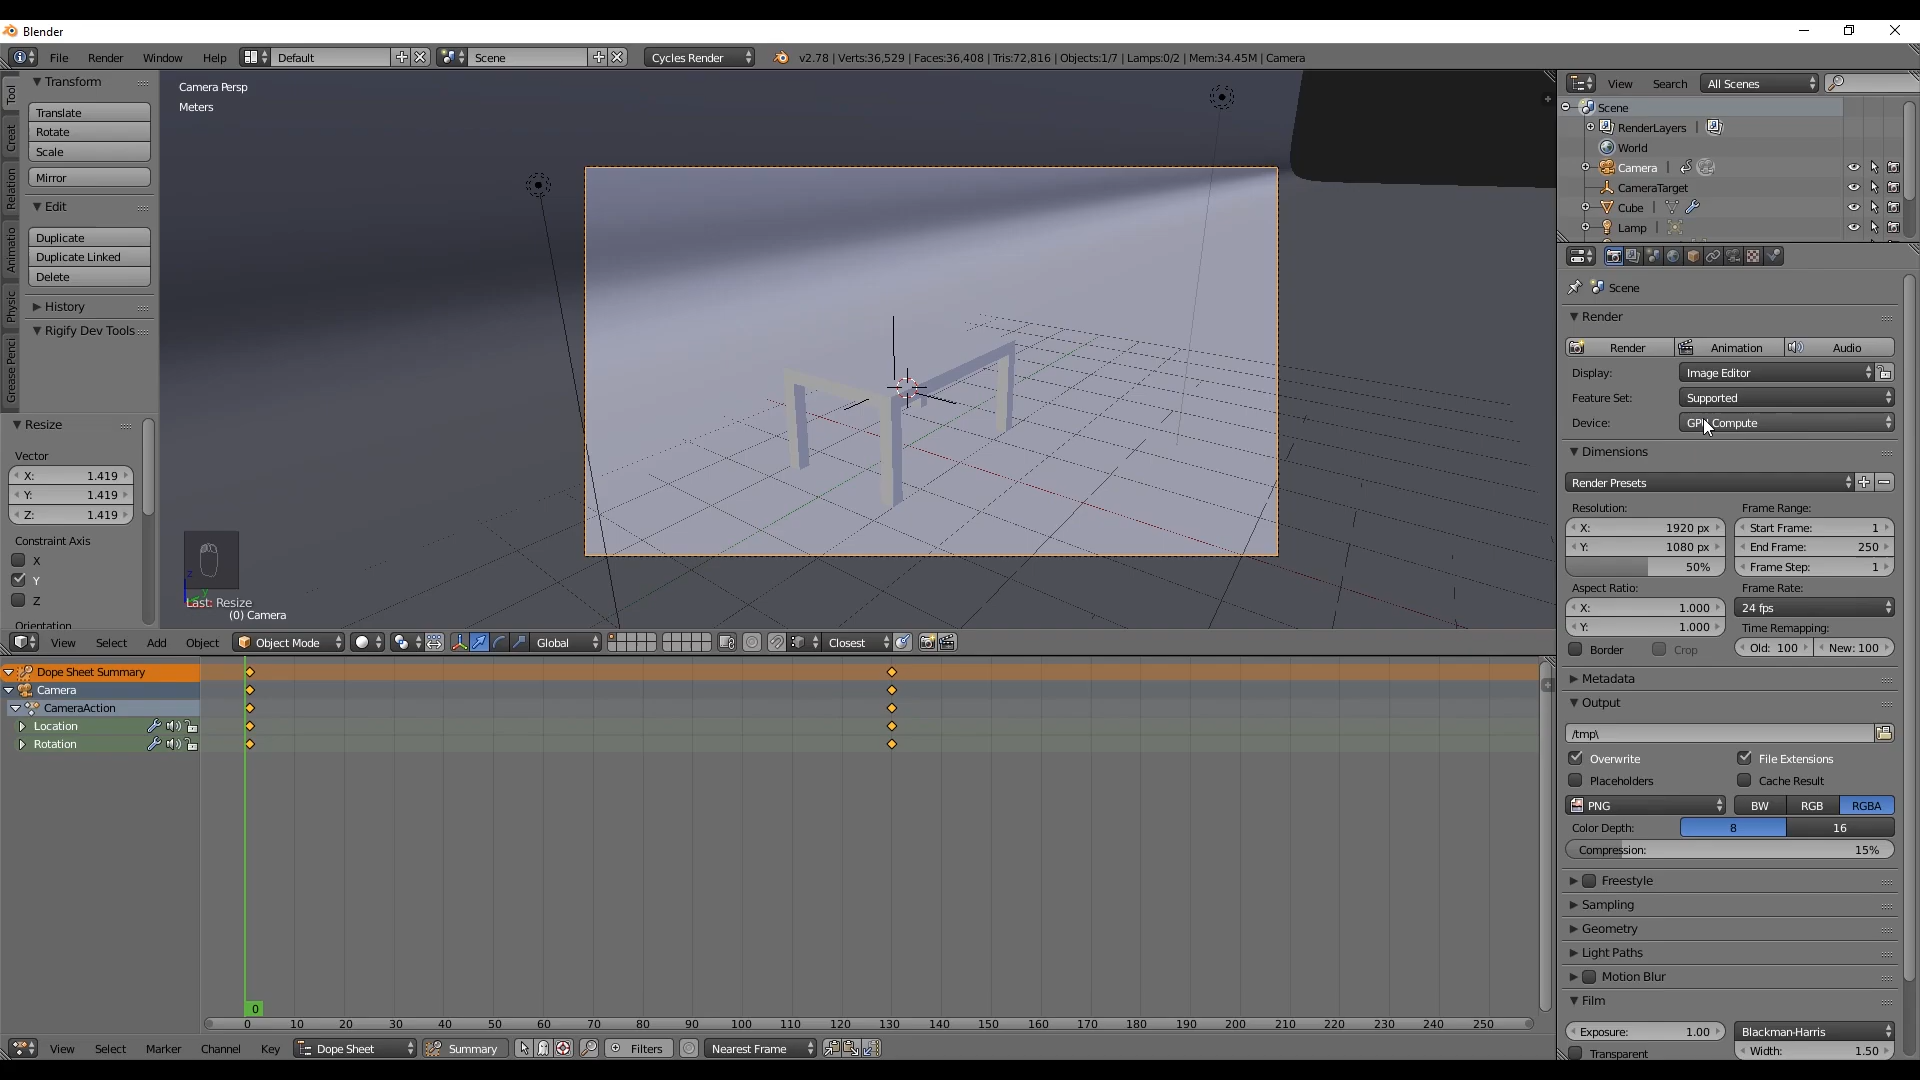 Blender
File Render Window Help Default Scene Cycles Render v2.78 | Verts:36,529 | Faces:36,408 | Tris:72,816 | Objects:1/7 | Lamps:0/2 | Mem:34.45M | Camera
Tool
Creat
Relation
Animatio
Physic
Grease Penci
Transform
Translate
Rotate
Scale
Mirror
Edit
Duplicate
Duplicate Linked
Delete
History
Rigify Dev Tools
Resize
Vector
X: 1.419
Y: 1.419
Z: 1.419
Constraint Axis
X
Y
Z
Orientation
Camera Persp
Meters
Last: Resize
(0) Camera
View Select Add Object Object Mode Global Closest
Dope Sheet Summary
Camera
CameraAction
Location
Rotation
0
0 10 20 30 40 50 60 70 80 90 100 110 120 130 140 150 160 170 180 190 200 210 220 230 240 250
View Select Marker Channel Key Dope Sheet Summary Filters Nearest Frame
View Search All Scenes
Scene
RenderLayers |
World
Camera |
CameraTarget
Cube |
Lamp |
Scene
Render
Render Animation Audio
Display: Image Editor
Feature Set: Supported
Device: GPU Compute
Dimensions
Render Presets
Resolution: Frame Range:
X: 1920 px Start Frame: 1
Y: 1080 px End Frame: 250
50% Frame Step: 1
Aspect Ratio: Frame Rate:
X: 1.000 24 fps
Y: 1.000 Time Remapping:
Border Crop Old: 100 New: 100
Metadata
Output
/tmp\
Overwrite File Extensions
Placeholders Cache Result
PNG BW RGB RGBA
Color Depth: 8 16
Compression: 15%
Freestyle
Sampling
Geometry
Light Paths
Motion Blur
Film
Exposure: 1.00 Blackman-Harris
Transparent Width: 1.50